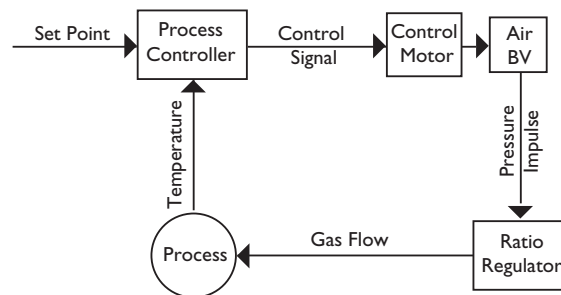 Set Point
Process
Controller
Control
Signal
Control
Motor
Air
BV
Pressure
Impulse
Temperature
Process
Gas Flow
Ratio
Regulator